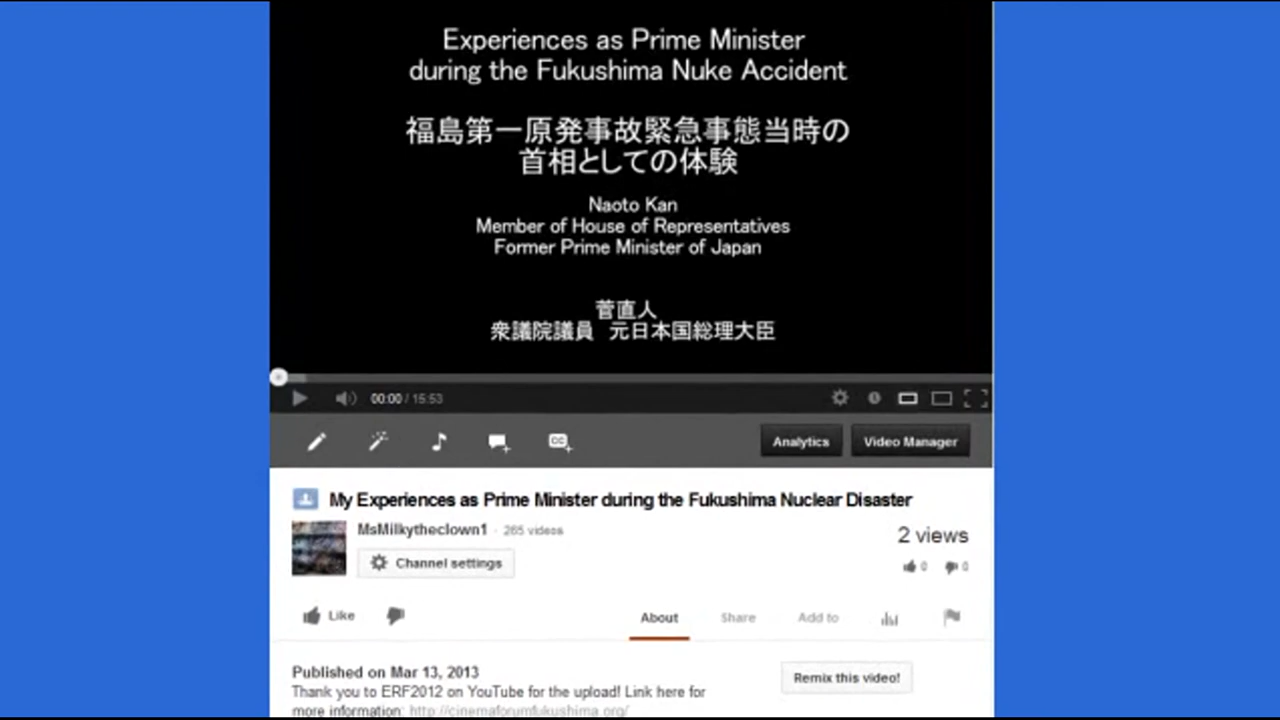 Experiences as Prime Minister
during the Fukushima Nuke Accident
福島第一原発事故緊急事態当時の
首相としての体験
Naoto Kan
Member of House of Representatives
Former Prime Minister of Japan
菅直人
衆議院議員　元日本国総理大臣
00:00 / 15:53
Analytics
Video Manager
My Experiences as Prime Minister during the Fukushima Nuclear Disaster
MsMilkytheclown1 · 265 videos
2 views
Channel settings
0
0
Like
About
Share
Add to
Published on Mar 13, 2013
Remix this video!
Thank you to ERF2012 on YouTube for the upload! Link here for
more information: http://cinemaforumfukushima.org/